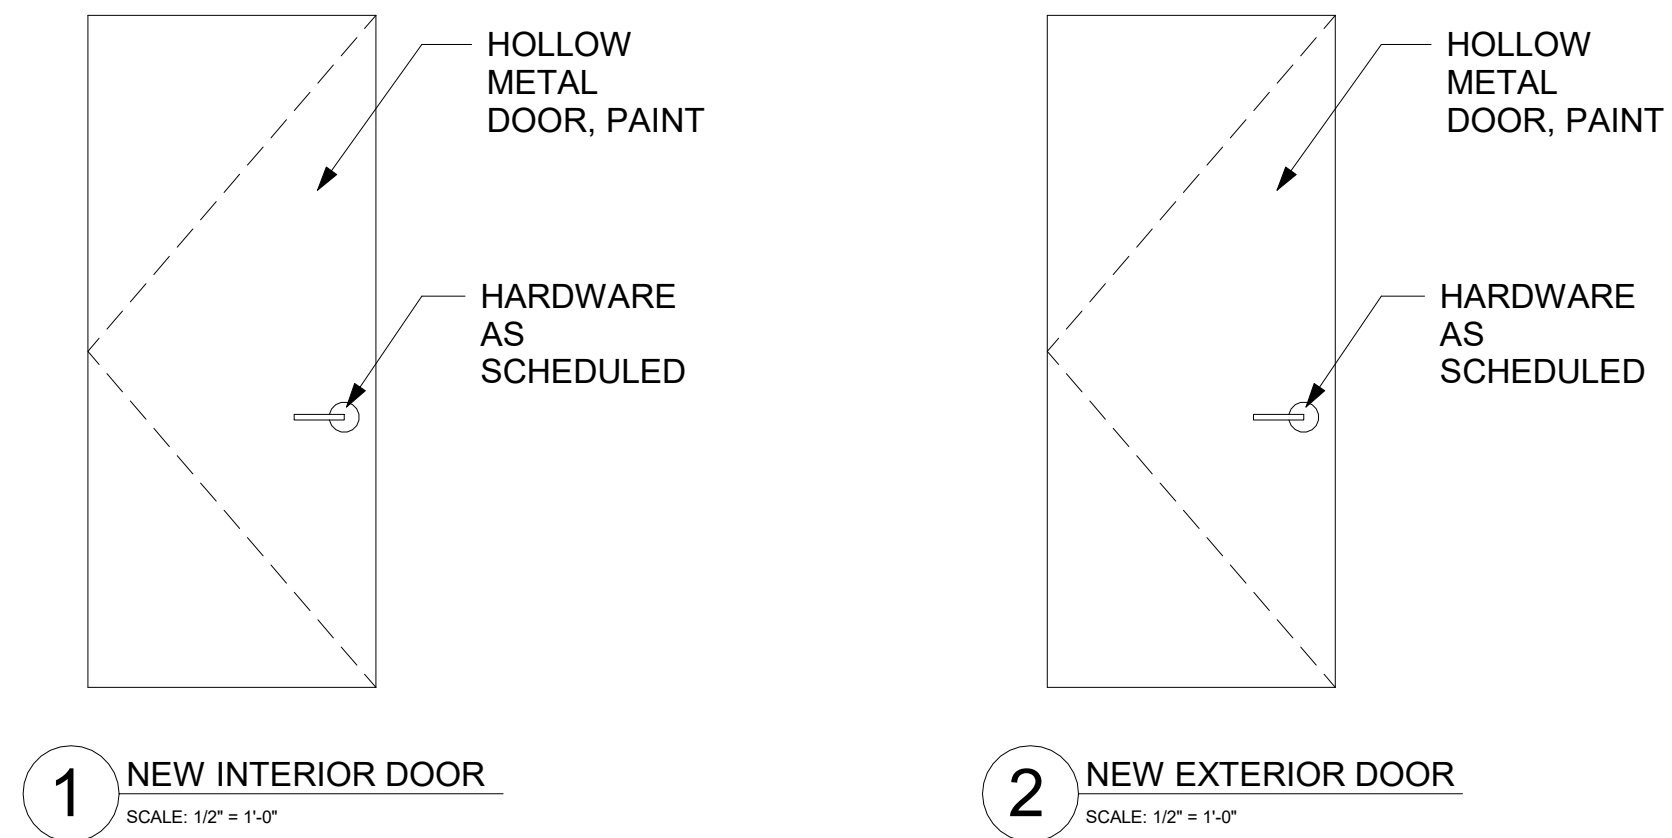 HOLLOW
METAL
DOOR, PAINT
HARDWARE
AS
SCHEDULED
1
NEW INTERIOR DOOR
SCALE: 1/2" = 1'-0"
HOLLOW
METAL
DOOR, PAINT
HARDWARE
AS
SCHEDULED
2
NEW EXTERIOR DOOR
SCALE: 1/2" = 1'-0"